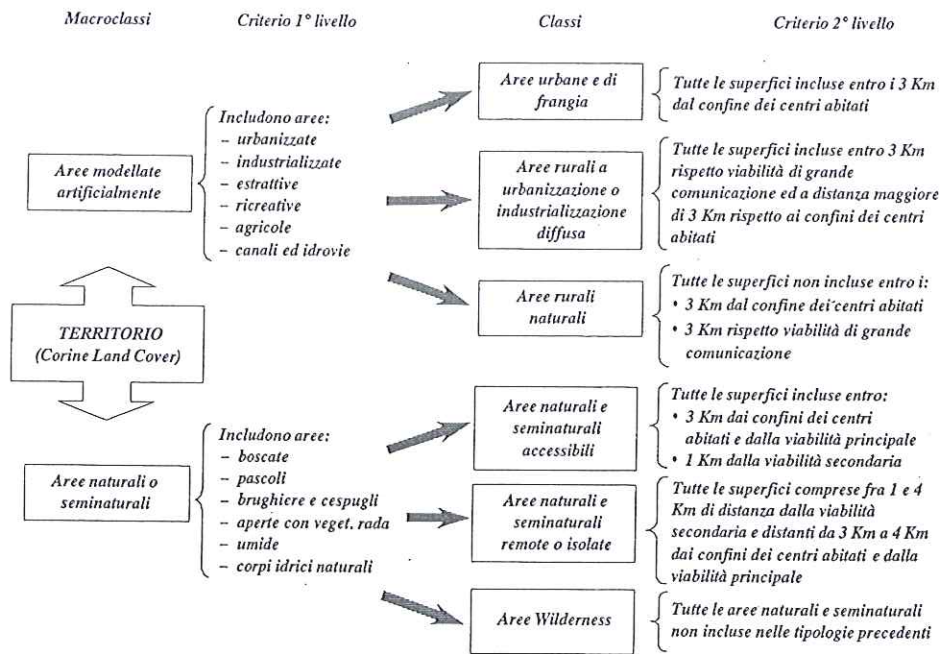 Macroclassi
Criterio 1° livello
Classi
Criterio 2° livello
Aree modellate
artificialmente
Includono aree:
– urbanizzate
– industrializzate
– estrattive
– ricreative
– agricole
– canali ed idrovie
Aree urbane e di
frangia
Tutte le superfici incluse entro i 3 Km
dal confine dei centri abitati
Aree rurali a
urbanizzazione o
industrializzazione
diffusa
Tutte le superfici incluse entro 3 Km
rispetto viabilità di grande
comunicazione ed a distanza maggiore
di 3 Km rispetto ai confini dei centri
abitati
Aree rurali
naturali
Tutte le superfici non incluse entro i:
• 3 Km dal confine dei centri abitati
• 3 Km rispetto viabilità di grande
comunicazione
TERRITORIO
(Corine Land Cover)
Aree naturali o
seminaturali
Includono aree:
– boscate
– pascoli
– brughiere e cespugli
– aperte con veget. rada
– umide
– corpi idrici naturali
Aree naturali e
seminaturali
accessibili
Tutte le superfici incluse entro:
• 3 Km dai confini dei centri
abitati e dalla viabilità principale
• 1 Km dalla viabilità secondaria
Aree naturali e
seminaturali
remote o isolate
Tutte le superfici comprese fra 1 e 4
Km di distanza dalla viabilità
secondaria e distanti da 3 Km a 4 Km
dai confini dei centri abitati e dalla
viabilità principale
Aree Wilderness
Tutte le aree naturali e seminaturali
non incluse nelle tipologie precedenti